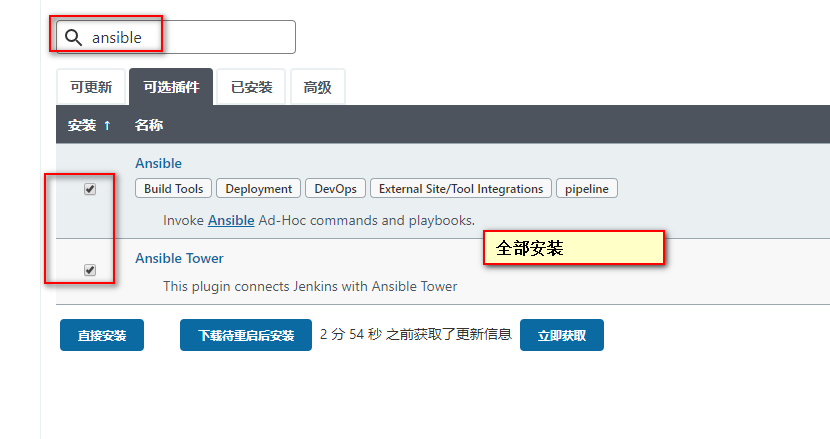 ansible
可更新 可选插件 已安装 高级
安装 ↑ 名称
Ansible
Build Tools Deployment DevOps External Site/Tool Integrations pipeline
Invoke Ansible Ad-Hoc commands and playbooks.
全部安装
Ansible Tower
This plugin connects Jenkins with Ansible Tower
直接安装 下载待重启后安装 2 分 54 秒 之前获取了更新信息 立即获取